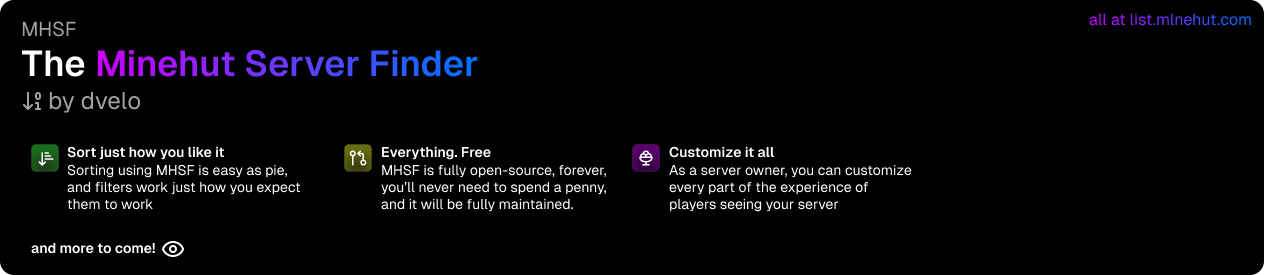 MHSF
all at list.mlnehut.com
The Minehut Server Finder
by dvelo
Sort just how you like it
Sorting using MHSF is easy as pie,
and filters work just how you expect
them to work
Everything. Free
MHSF is fully open-source, forever,
you'll never need to spend a penny,
and it will be fully maintained.
Customize it all
As a server owner, you can customize
every part of the experience of
players seeing your server
and more to come!